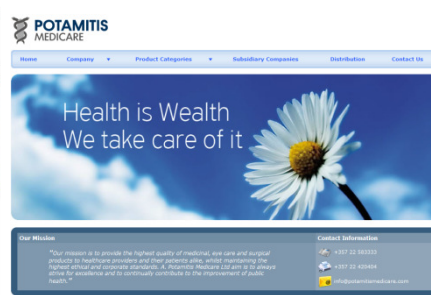 POTAMITIS
MEDICARE
Home Company Product Categories Subsidiary Companies Distribution Contact Us
Health is Wealth
We take care of it
Our Mission
"Our mission is to provide the highest quality of medicinal, eye care and surgical
products to healthcare providers and their patients alike, whilst maintaining the
highest ethical and corporate standards. A. Potamitis Medicare Ltd aim is to always
strive for excellence and to continually contribute to the improvement of public
health."
Contact Information
+357 22
+357 22
info@potamitismedicare.com